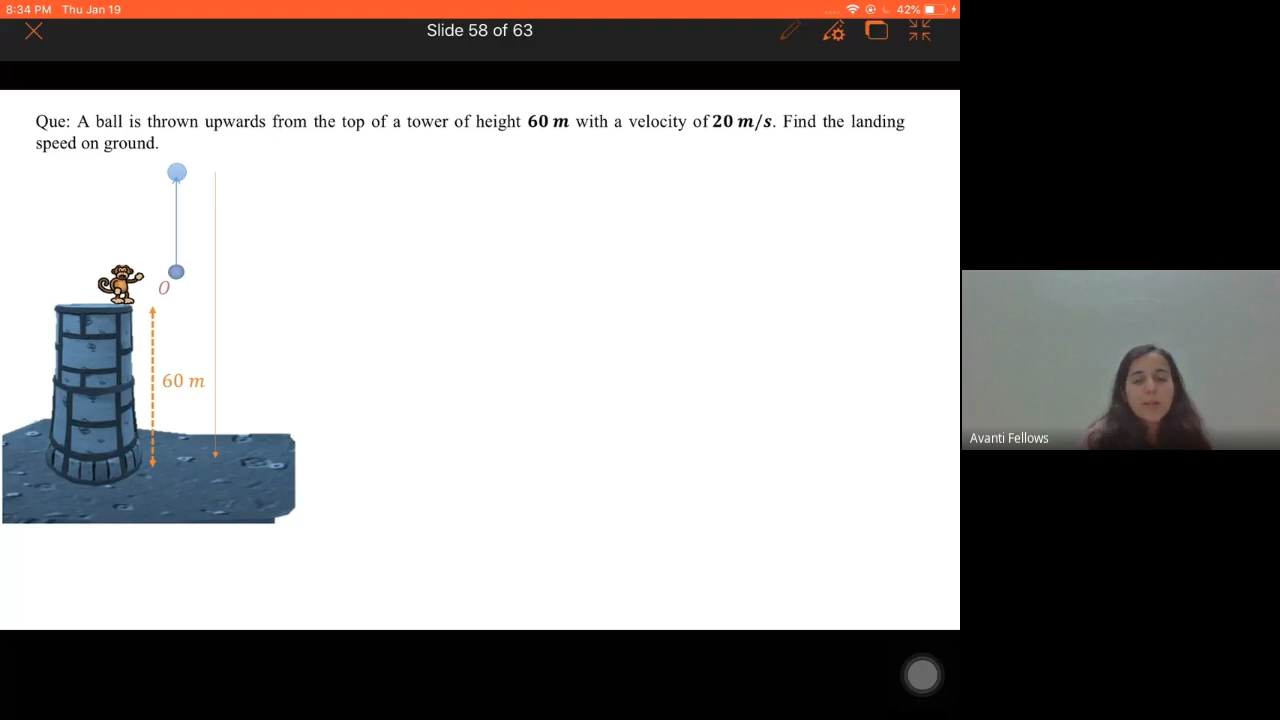 8:34 PM Thu Jan 19
42%
Slide 58 of 63
Que: A ball is thrown upwards from the top of a tower of height 60 m with a velocity of 20 m/s. Find the landing
speed on ground.
O
60 m
Avanti Fellows